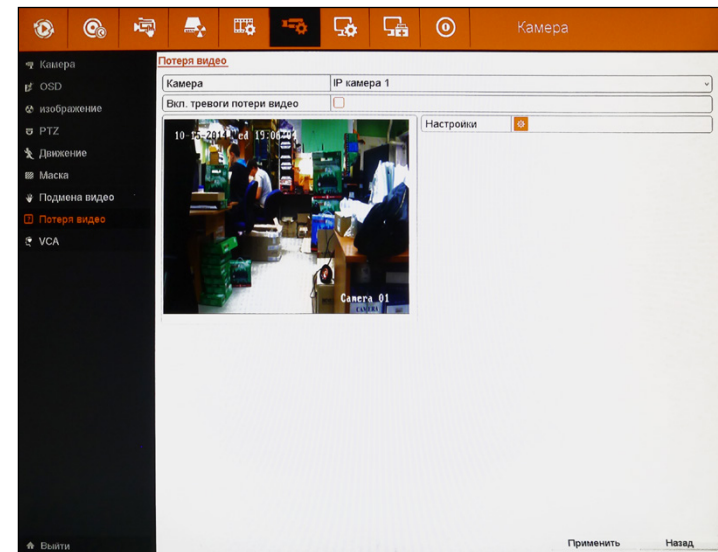 Камера
Камера
OSD
изображение
PTZ
Движение
Маска
Подмена видео
Потеря видео
VCA
Выйти
Потеря видео
Камера IP камера 1
Вкл. тревоги потери видео
Настройки
Camera 01
Применить Назад